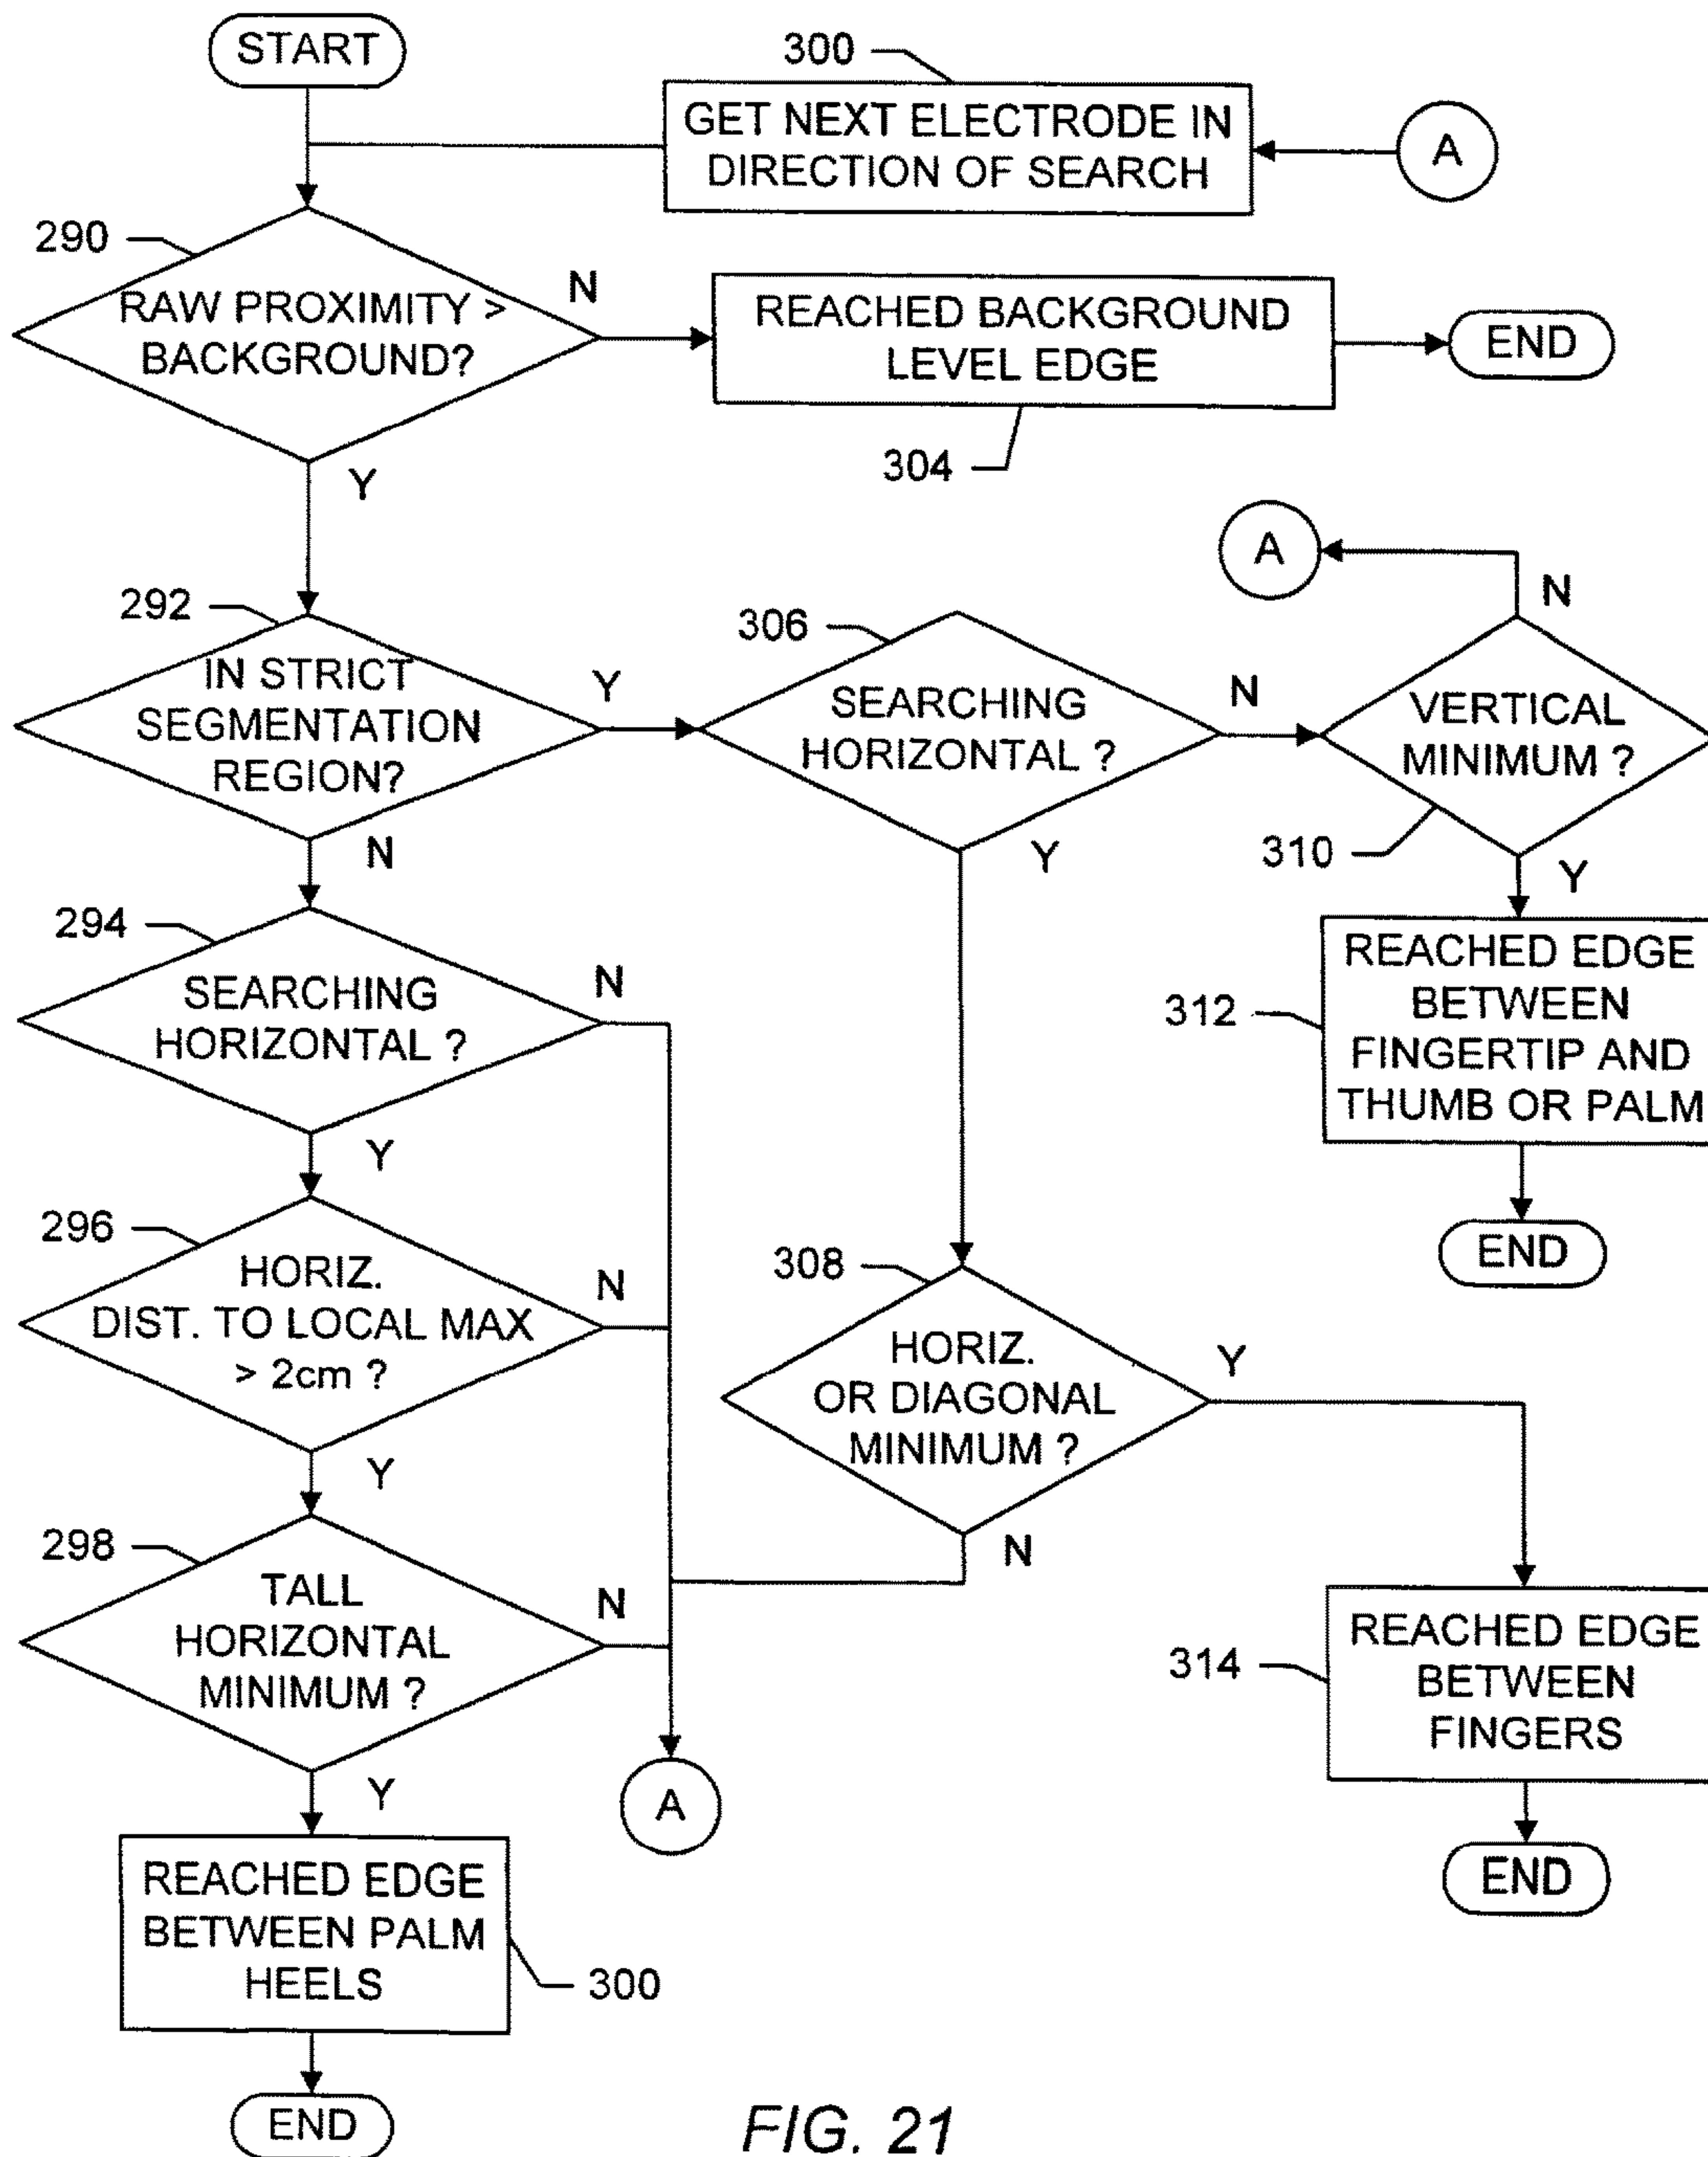 START
300
GET NEXT ELECTRODE IN
DIRECTION OF SEARCH
A
290
RAW PROXIMITY >
BACKGROUND?
N
Y
REACHED BACKGROUND
LEVEL EDGE
304
END
292
IN STRICT
SEGMENTATION
REGION?
Y
N
306
SEARCHING
HORIZONTAL ?
N
Y
A
N
VERTICAL
MINIMUM ?
310
Y
312
REACHED EDGE
BETWEEN
FINGERTIP AND
THUMB OR PALM
END
294
SEARCHING
HORIZONTAL ?
N
Y
296
HORIZ.
DIST. TO LOCAL MAX
> 2cm ?
N
Y
308
HORIZ.
OR DIAGONAL
MINIMUM ?
Y
N
298
TALL
HORIZONTAL
MINIMUM ?
N
Y
A
314
REACHED EDGE
BETWEEN
FINGERS
END
REACHED EDGE
BETWEEN PALM
HEELS
300
END
FIG. 21